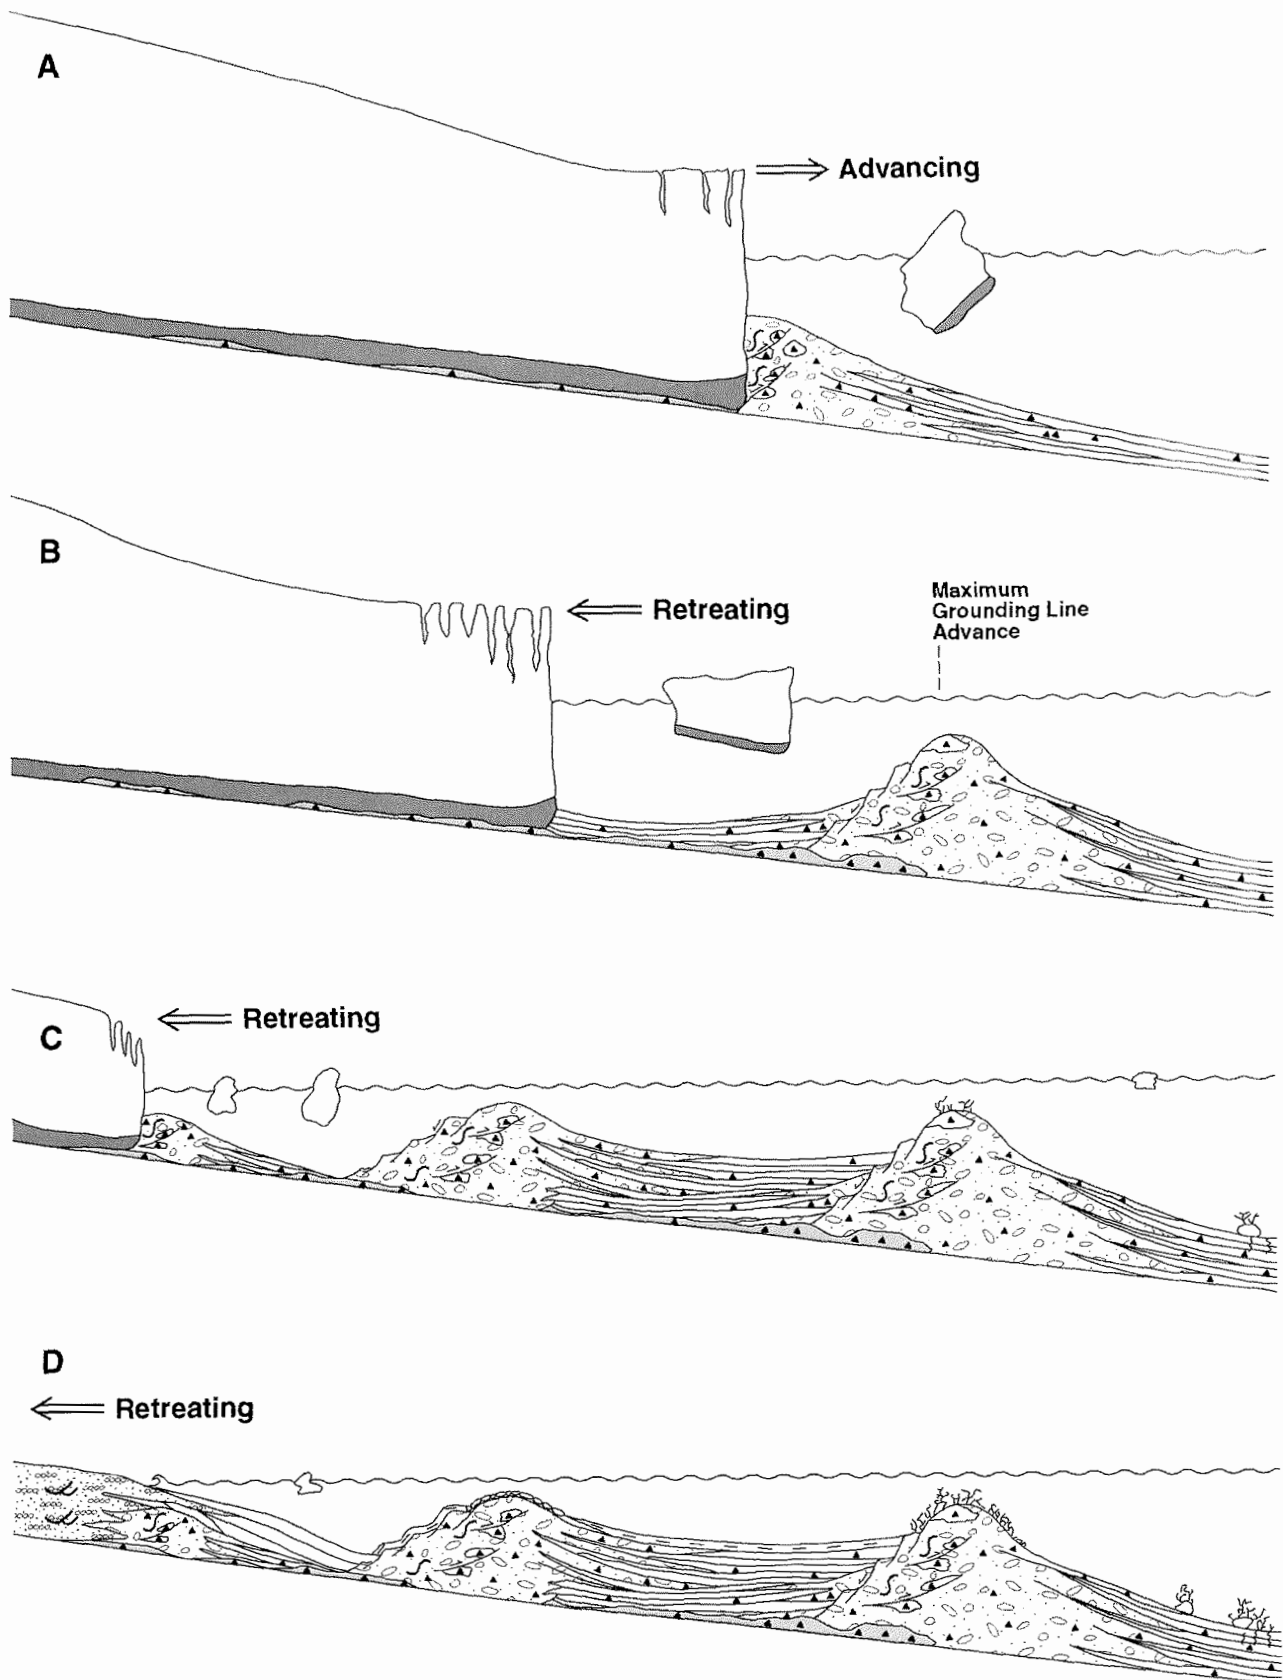 A
Advancing
B
Retreating
Maximum
Grounding Line
Advance
C
Retreating
D
Retreating